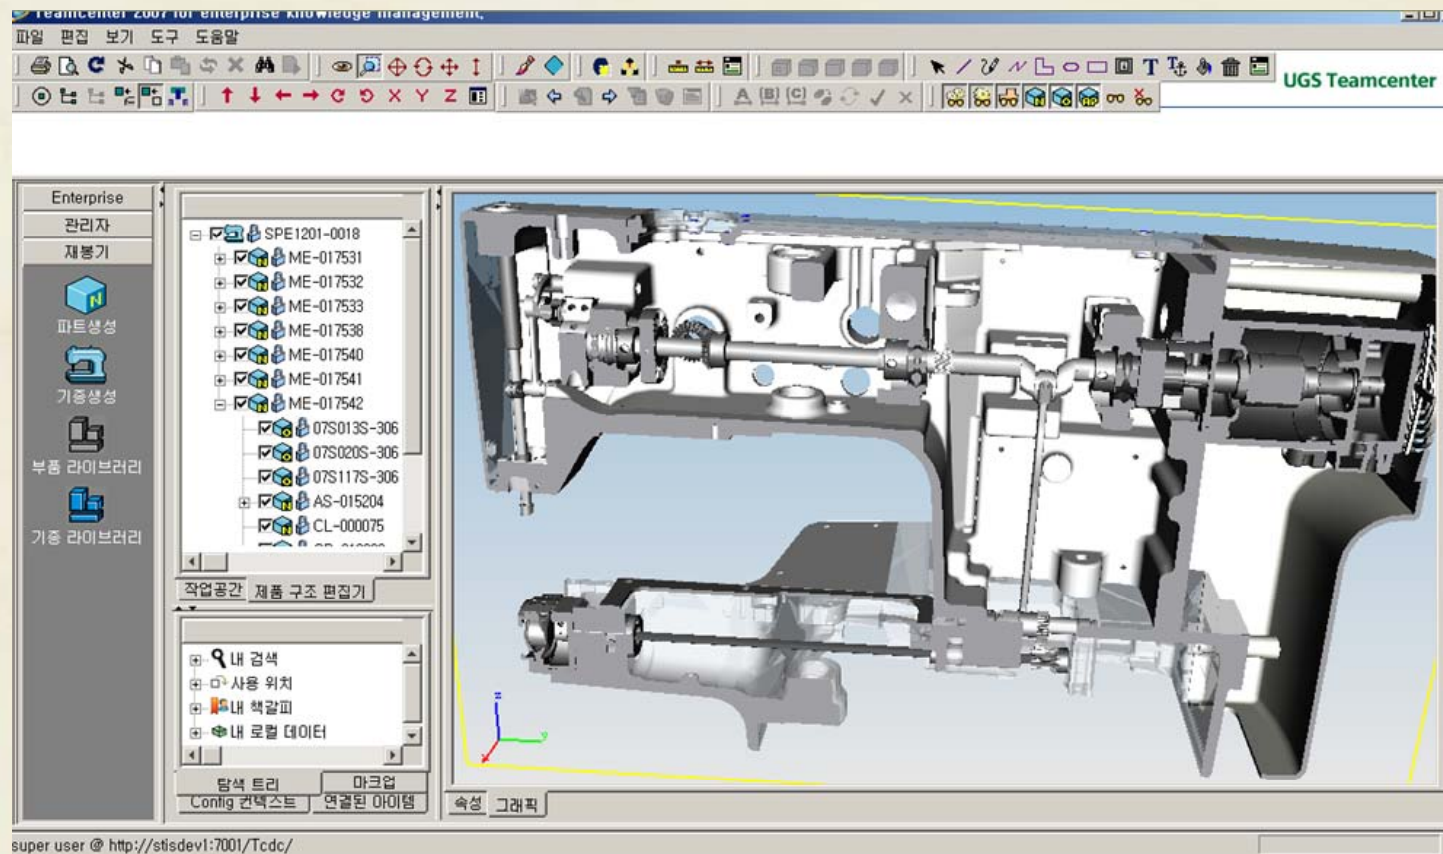 Teamcenter 2007 for enterprise knowledge management,
파일 편집 보기 도구 도움말
UGS Teamcenter
Enterprise
관리자
재봉기
파트생성
기종생성
부품 라이브러리
기종 라이브러리
SPE1201-0018
ME-017531
ME-017532
ME-017533
ME-017538
ME-017540
ME-017541
ME-017542
07S013S-306
07S020S-306
07S117S-306
AS-015204
CL-000075
작업공간 제품 구조 편집기
내 검색
사용 위치
내 책갈피
내 로컬 데이터
탐색 트리 마크업
Config 컨텍스트 연결된 아이템
속성 그래픽
super user @ http://stisdev1:7001/Tcdc/